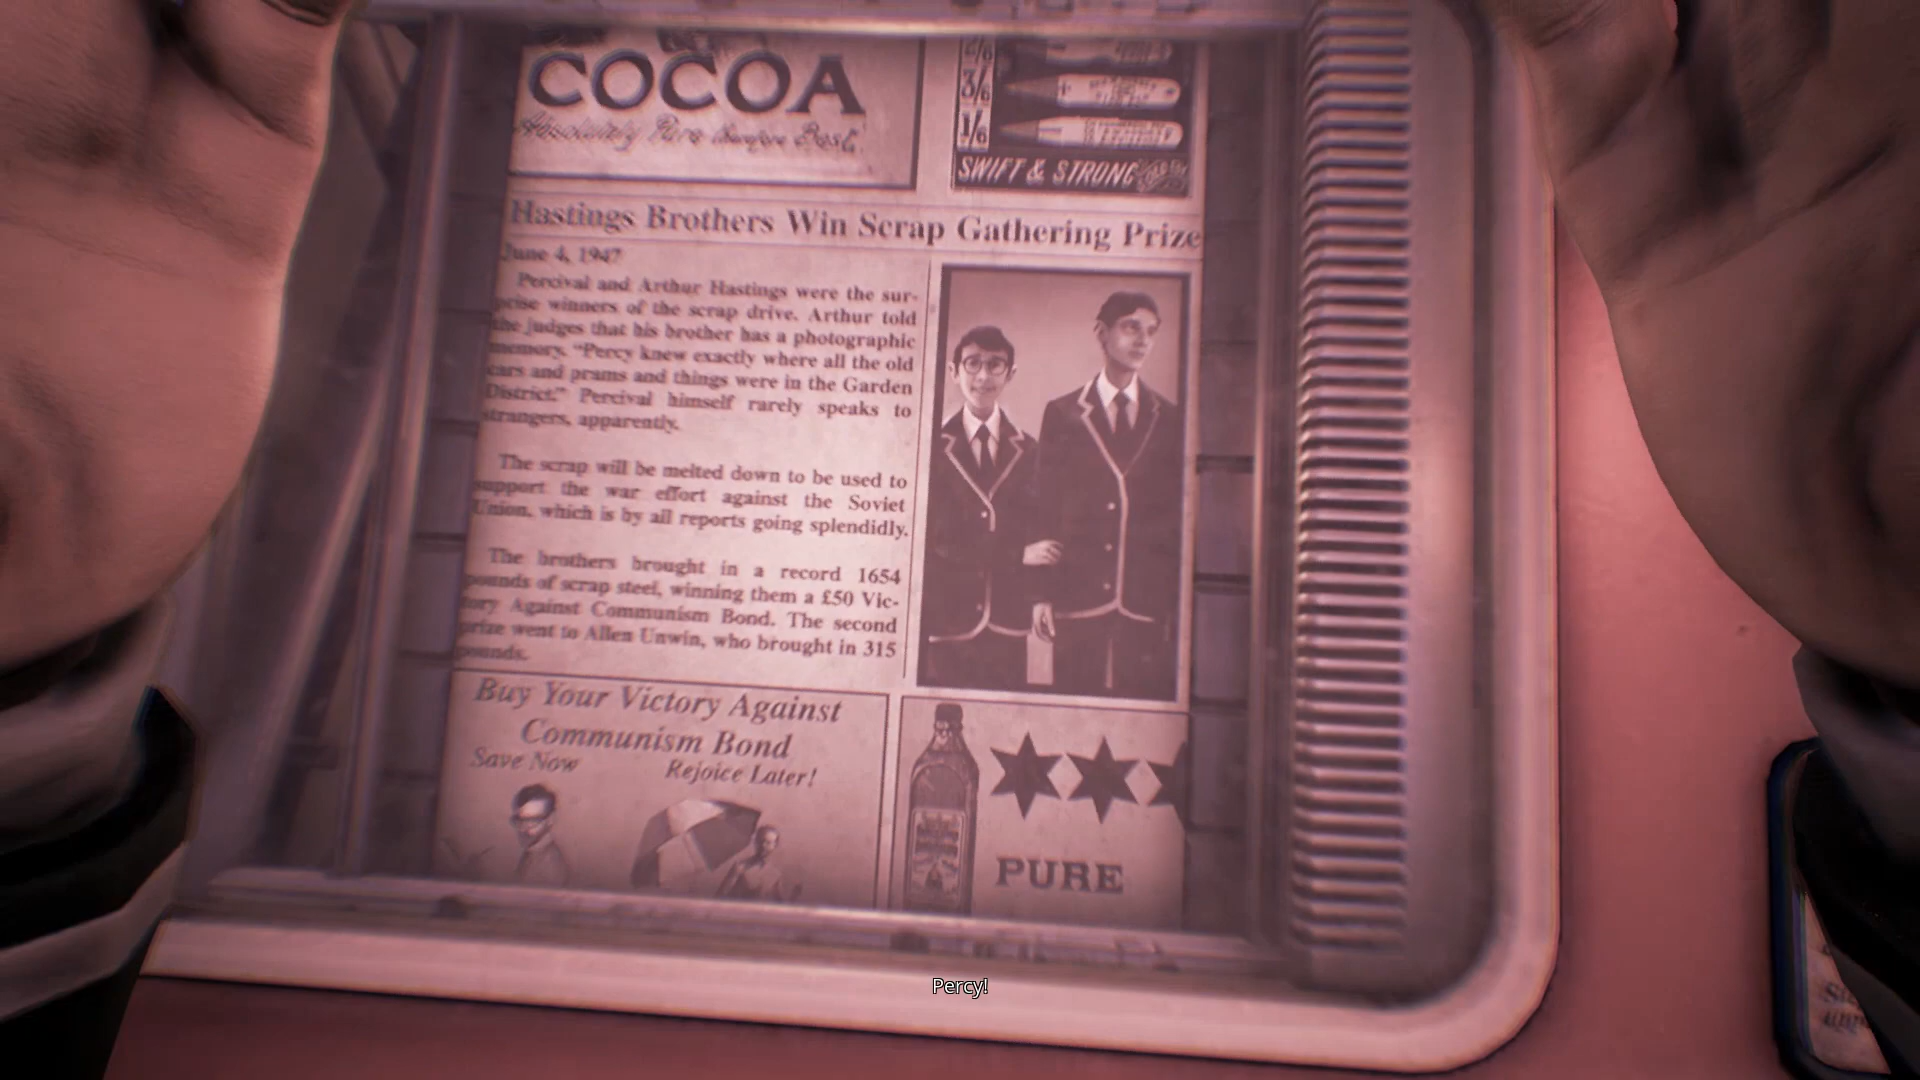 COCOA
Absolutely Pure
3/6
1/6
SWIFT & STRONG
Hastings Brothers Win Scrap Gathering Prize
June 4, 1947
Percival and Arthur Hastings were the sur-
prise winners of the scrap drive. Arthur told
the judges that his brother has a photographic
memory. "Percy knew exactly where all the old
cars and prams and things were in the Garden
District." Percival himself rarely speaks to
strangers, apparently.
The scrap will be melted down to be used to
support the war effort against the Soviet
Union, which is by all reports going splendidly.
The brothers brought in a record 1654
pounds of scrap steel, winning them a £50 Vic-
tory Against Communism Bond. The second
prize went to Allen Unwin, who brought in 315
pounds.
Buy Your Victory Against
Communism Bond
Save Now Rejoice Later!
PURE
Percy!